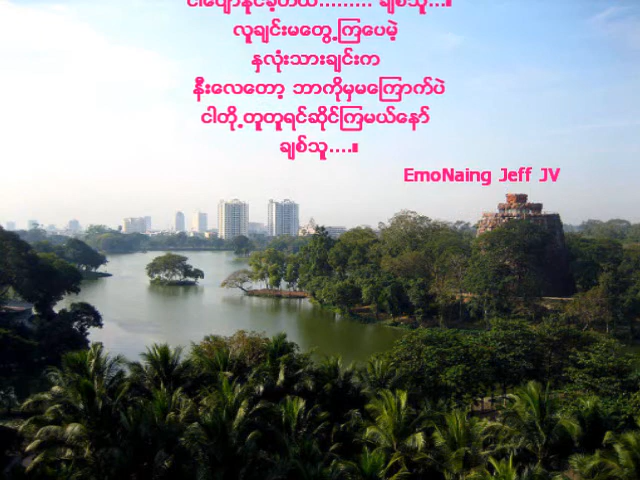 ချစ်သူ...။
လူချင်းမတွေ့ကြပေမဲ့
နှလုံးသားချင်းက
နီးလေတော့ ဘာကိုမှမကြောက်ပဲ
ငါတို့တူတူရင်ဆိုင်ကြမယ်နော်
ချစ်သူ....။
EmoNaing Jeff JV